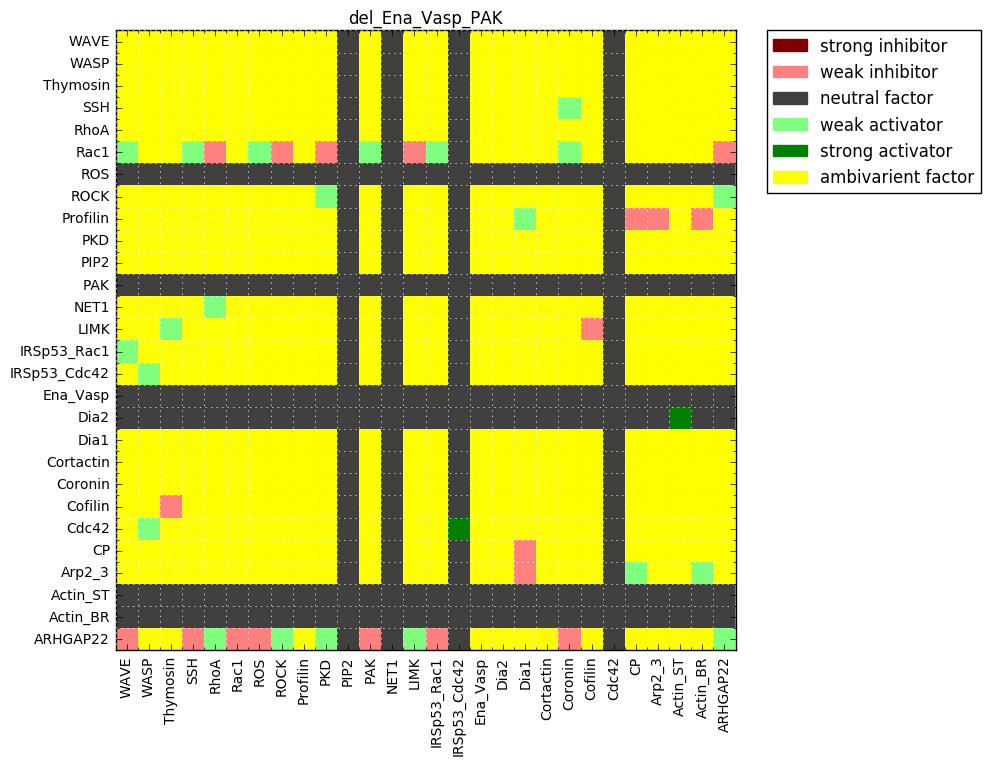 del_Ena_Vasp_PAK
strong inhibitor
weak inhibitor
neutral factor
weak activator
strong activator
ambivarient factor
WAVE
WASP
Thymosin
SSH
RhoA
Rac1
ROS
ROCK
Profilin
PKD
PIP2
PAK
NET1
LIMK
IRSp53_Rac1
IRSp53_Cdc42
Ena_Vasp
Dia2
Dia1
Cortactin
Coronin
Cofilin
Cdc42
CP
Arp2_3
Actin_ST
Actin_BR
ARHGAP22
WAVE
WASP
Thymosin
SSH
RhoA
Rac1
ROS
ROCK
Profilin
PKD
PIP2
PAK
NET1
LIMK
IRSp53_Rac1
IRSp53_Cdc42
Ena_Vasp
Dia2
Dia1
Cortactin
Coronin
Cofilin
Cdc42
CP
Arp2_3
Actin_ST
Actin_BR
ARHGAP22